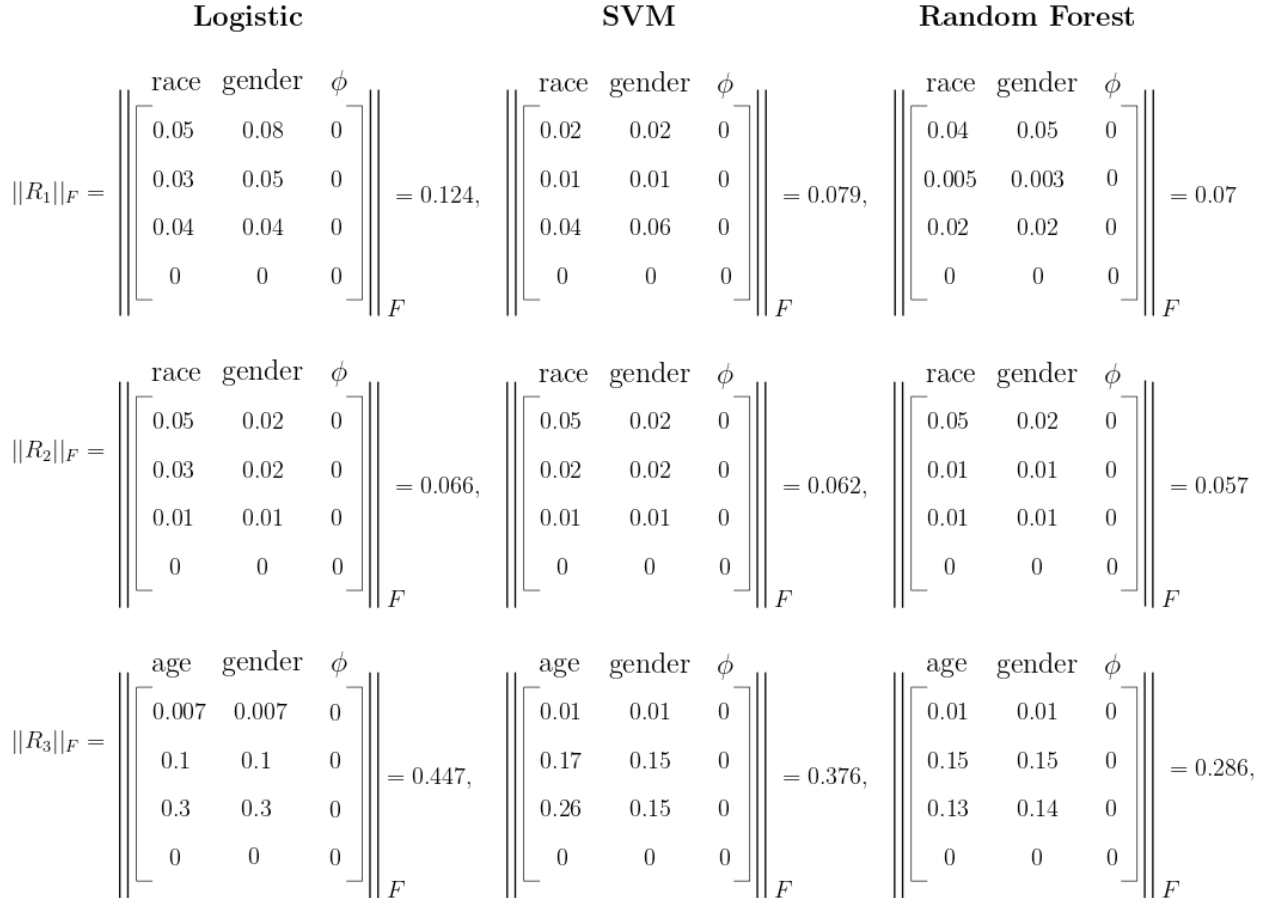 Logistic SVM Random Forest
race gender ϕ race gender ϕ race gender ϕ
0.05 0.08 0 0.02 0.02 0 0.04 0.05 0
0.03 0.05 0 0.01 0.01 0 0.005 0.003 0
||R₁||F = = 0.124, = 0.079, = 0.07
0.04 0.04 0 0.04 0.06 0 0.02 0.02 0
0 0 0 0 0 0 0 0 0
F F F
race gender ϕ race gender ϕ race gender ϕ
0.05 0.02 0 0.05 0.02 0 0.05 0.02 0
||R₂||F =
0.03 0.02 0 0.02 0.02 0 0.01 0.01 0
= 0.066, = 0.062, = 0.057
0.01 0.01 0 0.01 0.01 0 0.01 0.01 0
0 0 0 0 0 0 0 0 0
F F F
age gender ϕ age gender ϕ age gender ϕ
0.007 0.007 0 0.01 0.01 0 0.01 0.01 0
||R₃||F =
0.1 0.1 0 0.17 0.15 0 0.15 0.15 0
= 0.447, = 0.376, = 0.286,
0.3 0.3 0 0.26 0.15 0 0.13 0.14 0
0 0 0 0 0 0 0 0 0
F F F